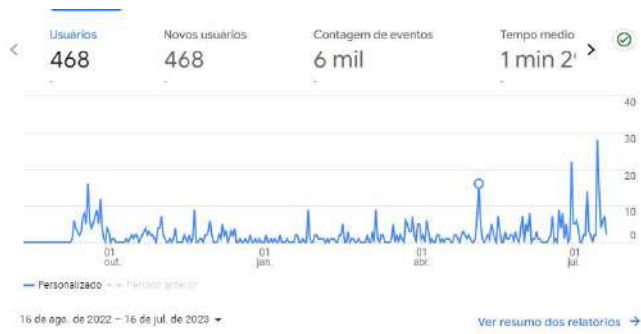 Usuários Novos usuários Contagem de eventos Tempo médio
468 468 6 mil 1 min
40
30
20
10
0
01 01 01 01
out. jan. abr. jul.
Personalizado Período anterior
16 de ago. de 2022 – 16 de jul. de 2023
Ver resumo dos relatórios